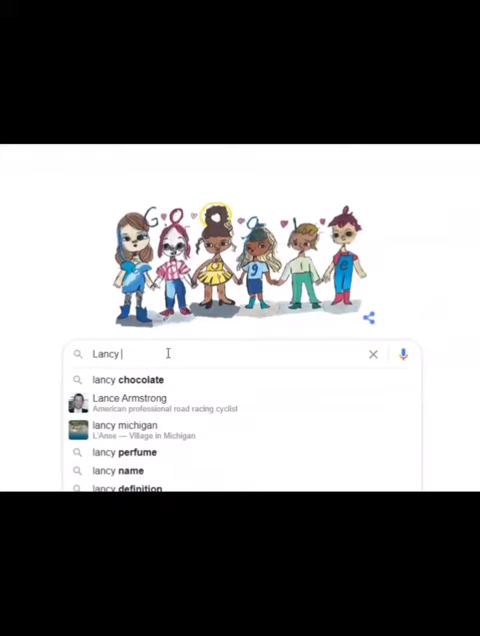 G o o g l e
Lancy
lancy chocolate
Lance Armstrong
American professional road racing cyclist
lancy michigan
L'Anse — Village in Michigan
lancy perfume
lancy name
lancy definition